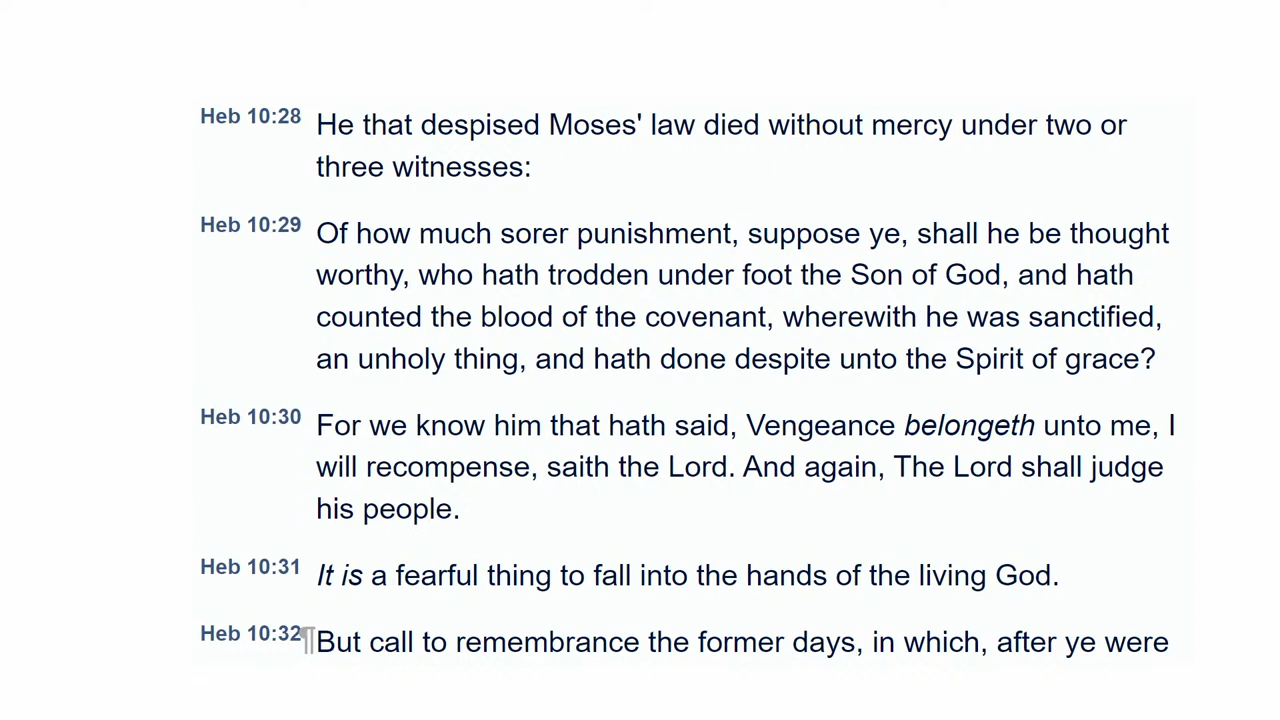 Heb 10:28 He that despised Moses' law died without mercy under two or
three witnesses:
Heb 10:29 Of how much sorer punishment, suppose ye, shall he be thought
worthy, who hath trodden under foot the Son of God, and hath
counted the blood of the covenant, wherewith he was sanctified,
an unholy thing, and hath done despite unto the Spirit of grace?
Heb 10:30 For we know him that hath said, Vengeance belongeth unto me, I
will recompense, saith the Lord. And again, The Lord shall judge
his people.
Heb 10:31 It is a fearful thing to fall into the hands of the living God.
Heb 10:32 ¶ But call to remembrance the former days, in which, after ye were